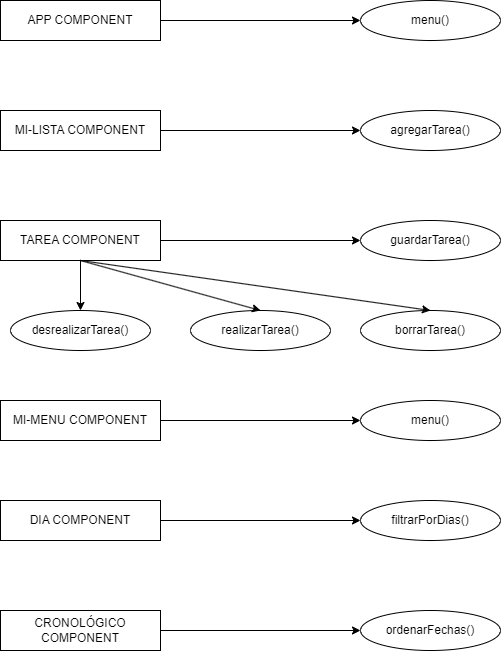 APP COMPONENT
menu()
MI-LISTA COMPONENT
agregarTarea()
TAREA COMPONENT
guardarTarea()
desrealizarTarea()
realizarTarea()
borrarTarea()
MI-MENU COMPONENT
menu()
DIA COMPONENT
filtrarPorDias()
CRONOLÓGICO
COMPONENT
ordenarFechas()